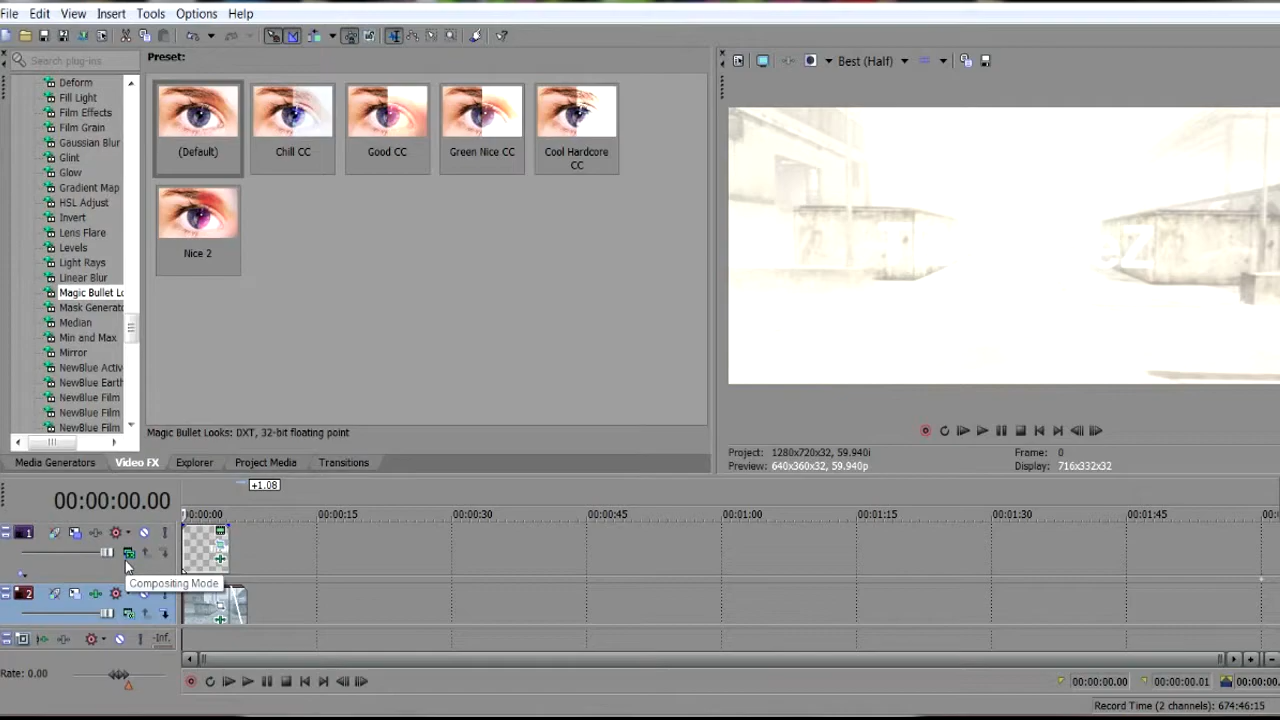 File Edit View Insert Tools Options Help
Search plug-ins
Preset:
Best (Half)
Deform
Fill Light
Film Effects
Film Grain
Gaussian Blur
Glint
Glow
Gradient Map
HSL Adjust
Invert
Lens Flare
Levels
Light Rays
Linear Blur
Magic Bullet Lo
Mask Generato
Median
Min and Max
Mirror
NewBlue Activ
NewBlue Earth
NewBlue Film
NewBlue Film
NewBlue Film
(Default)
Chill CC
Good CC
Green Nice CC
Cool Hardcore
CC
Nice 2
Magic Bullet Looks: DXT, 32-bit floating point
Media Generators Video FX Explorer Project Media Transitions
Project: 1280x720x32, 59.940i
Preview: 640x360x32, 59.940p
Frame: 0
Display: 716x332x32
00:00:00.00
+1.08
00:00:15 00:00:30 00:00:45 00:01:00 00:01:15 00:01:30 00:01:45
1
Compositing Mode
2
-Inf.
Rate: 0.00
00:00:00.00 00:00:00.01 00:00:00.
Record Time (2 channels): 674:46:15